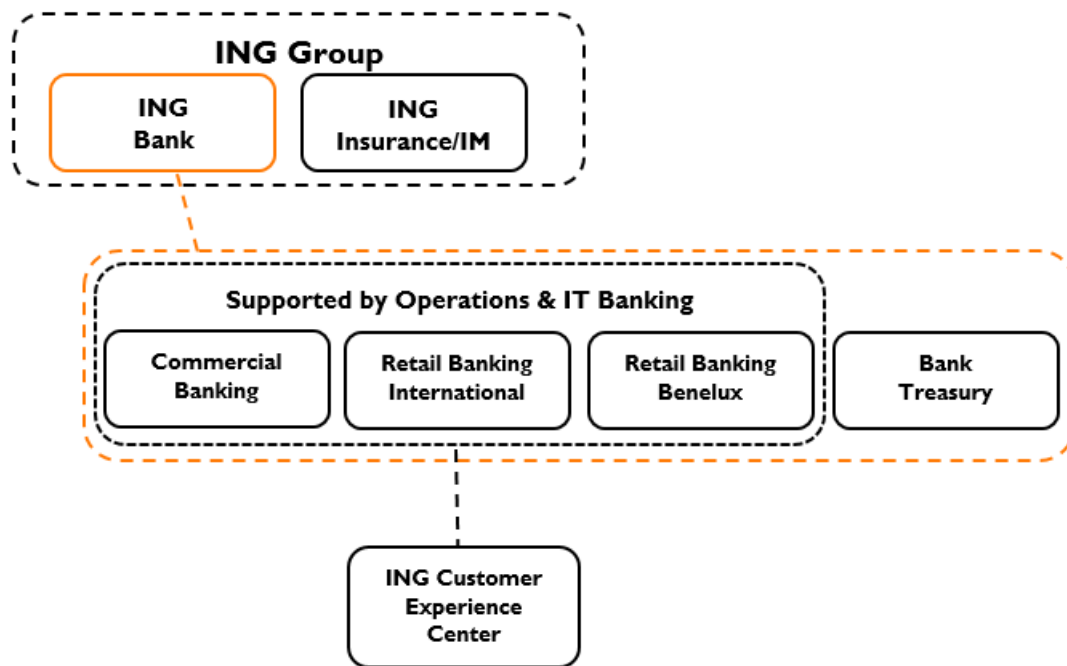 ING Group
ING
Bank
ING
Insurance/IM
Supported by Operations & IT Banking
Commercial
Banking
Retail Banking
International
Retail Banking
Benelux
Bank
Treasury
ING Customer
Experience
Center